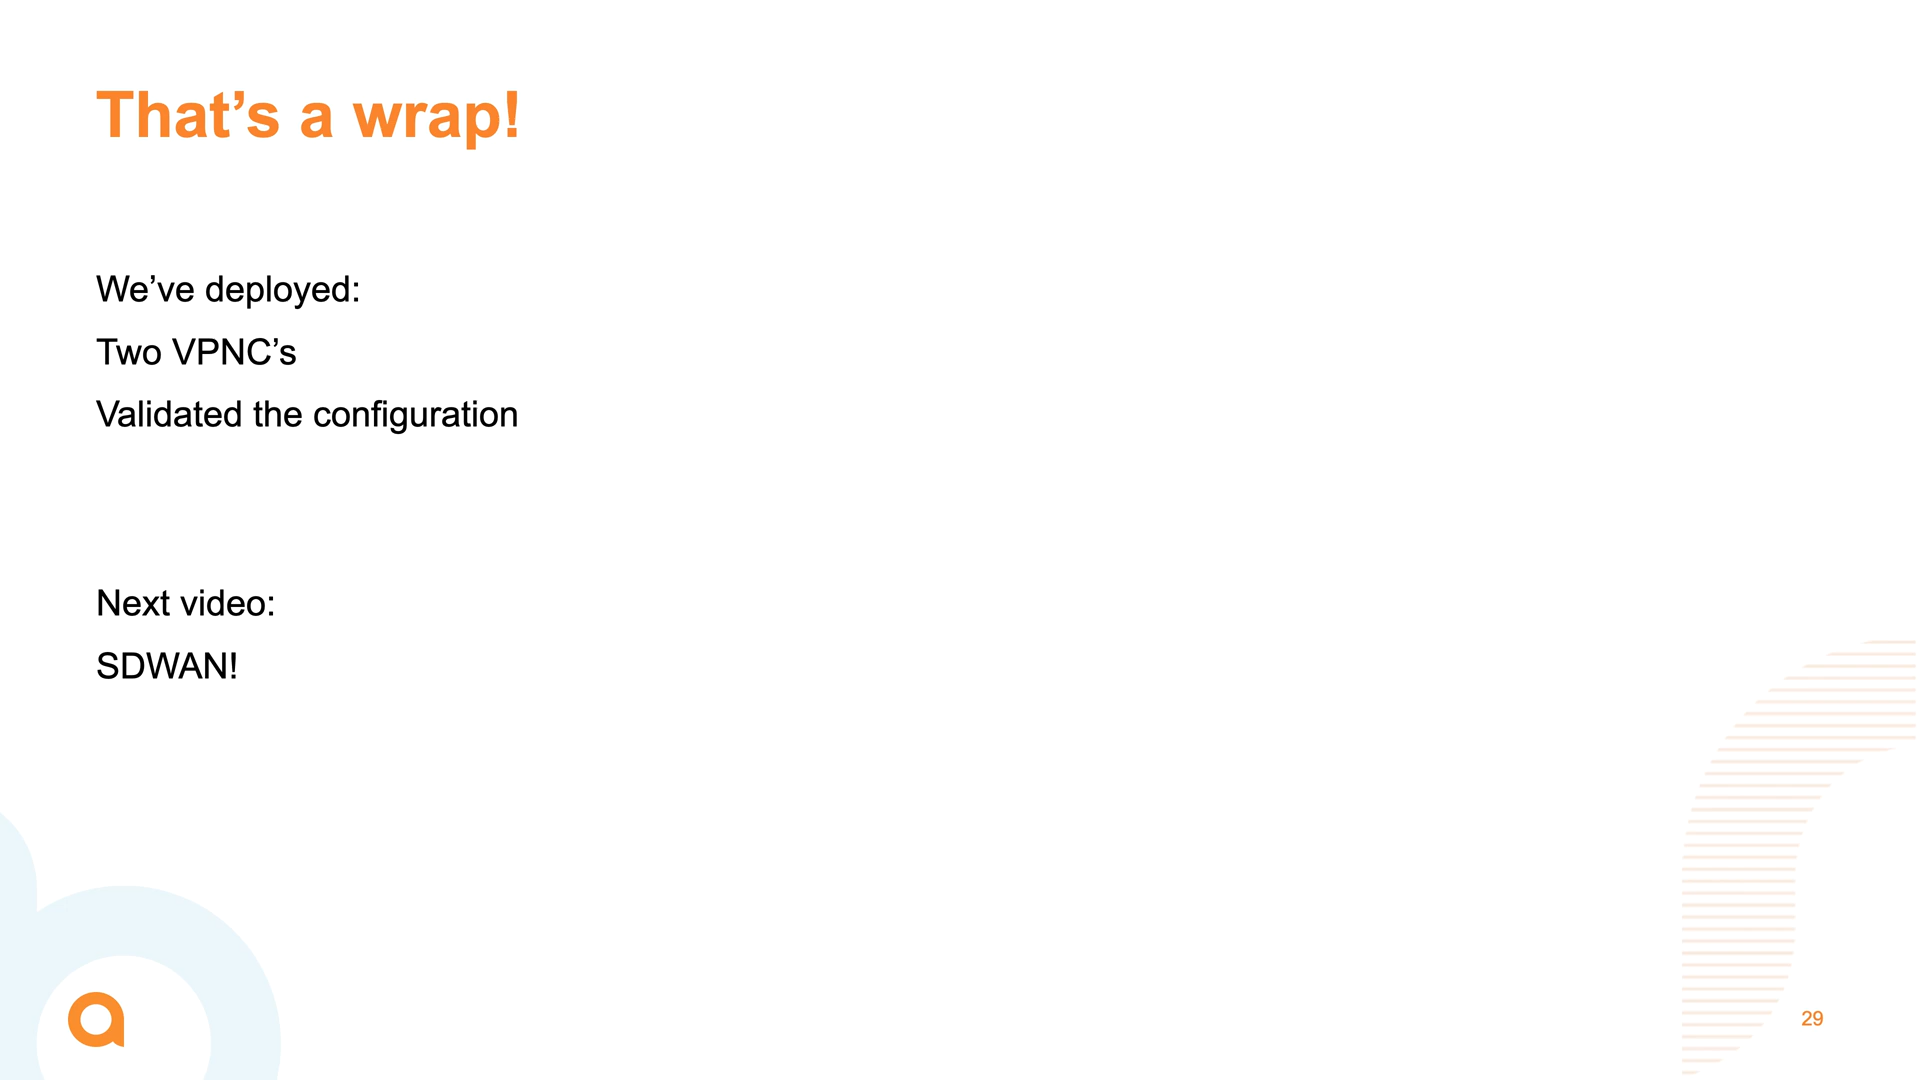 That’s a wrap!
We’ve deployed:
Two VPNC’s
Validated the configuration
Next video:
SDWAN!
29